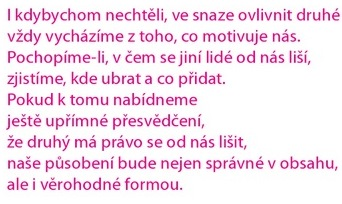 I kdybychom nechtěli, ve snaze ovlivnit druhé
vždy vycházíme z toho, co motivuje nás.
Pochopíme-li, v čem se jiní lidé od nás liší,
zjistíme, kde ubrat a co přidat.
Pokud k tomu nabídneme
ještě upřímné přesvědčení,
že druhý má právo se od nás lišit,
naše působení bude nejen správné v obsahu,
ale i věrohodné formou.